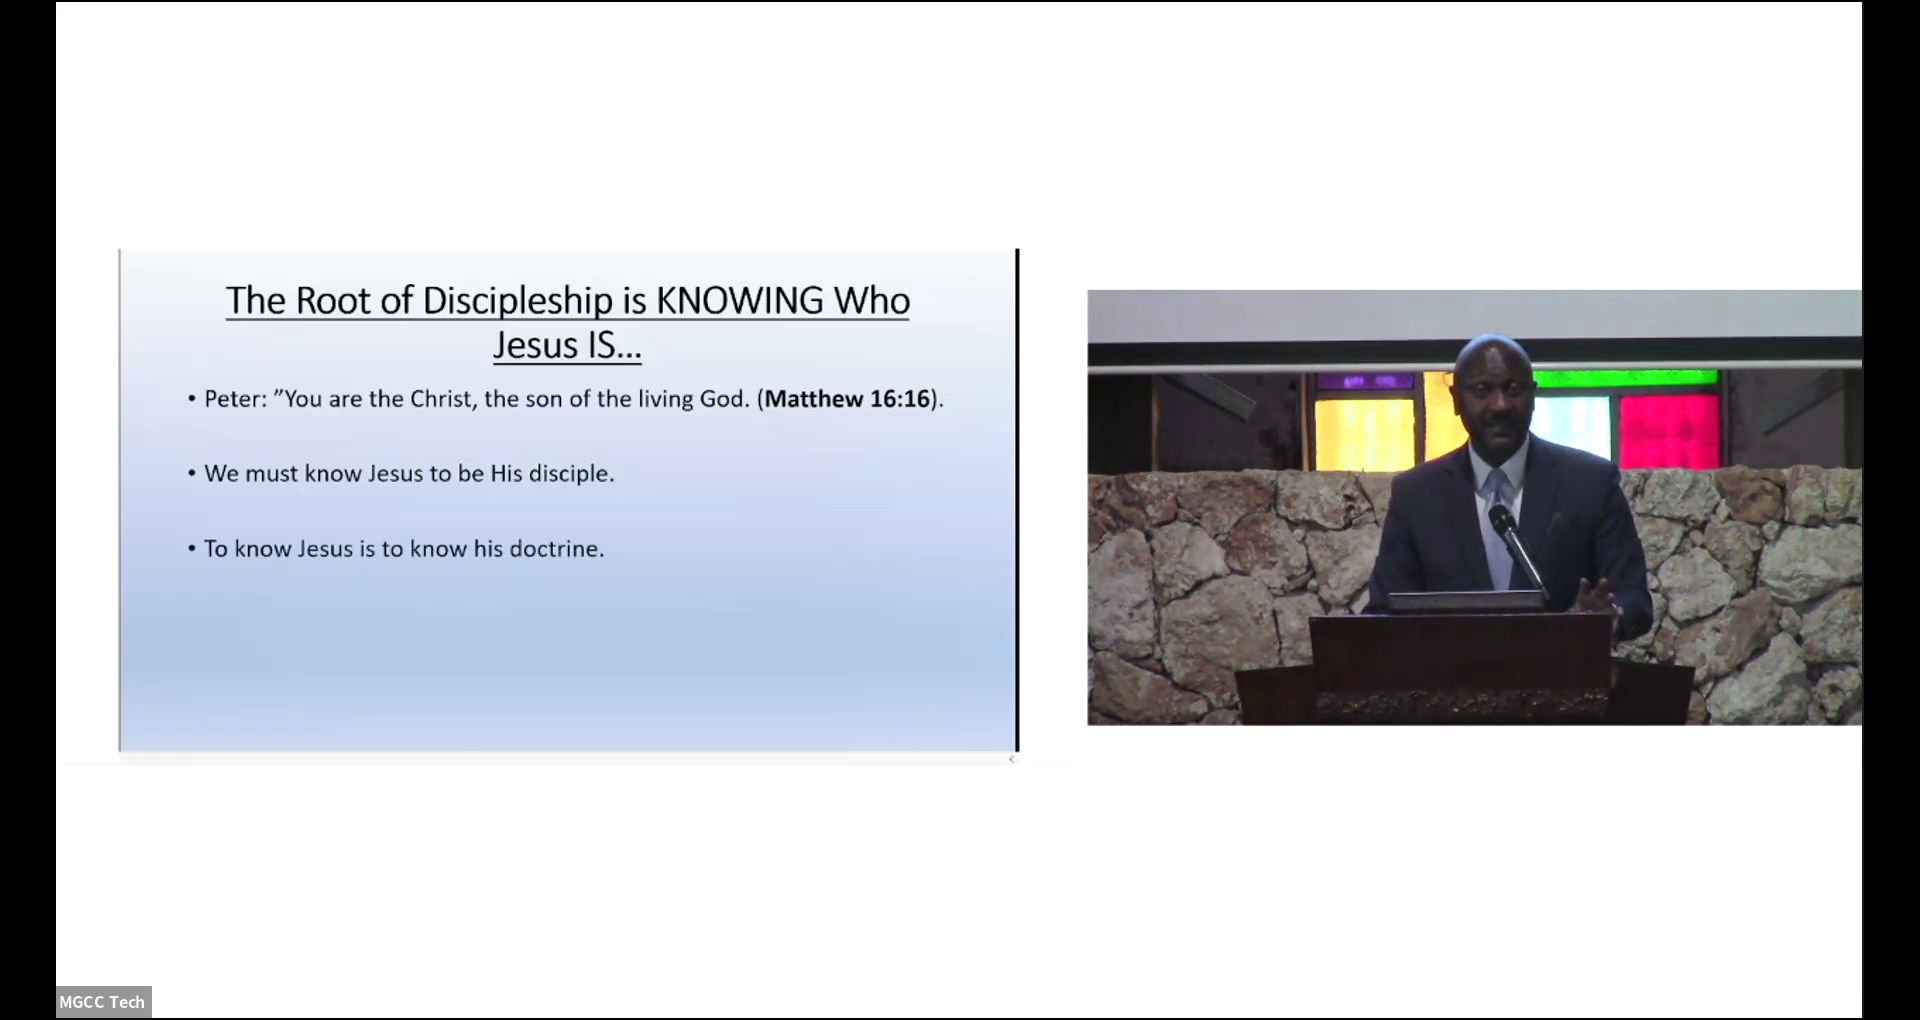 The Root of Discipleship is KNOWING Who
Jesus IS...
• Peter: ”You are the Christ, the son of the living God. (Matthew 16:16).
• We must know Jesus to be His disciple.
• To know Jesus is to know his doctrine.
MGCC Tech